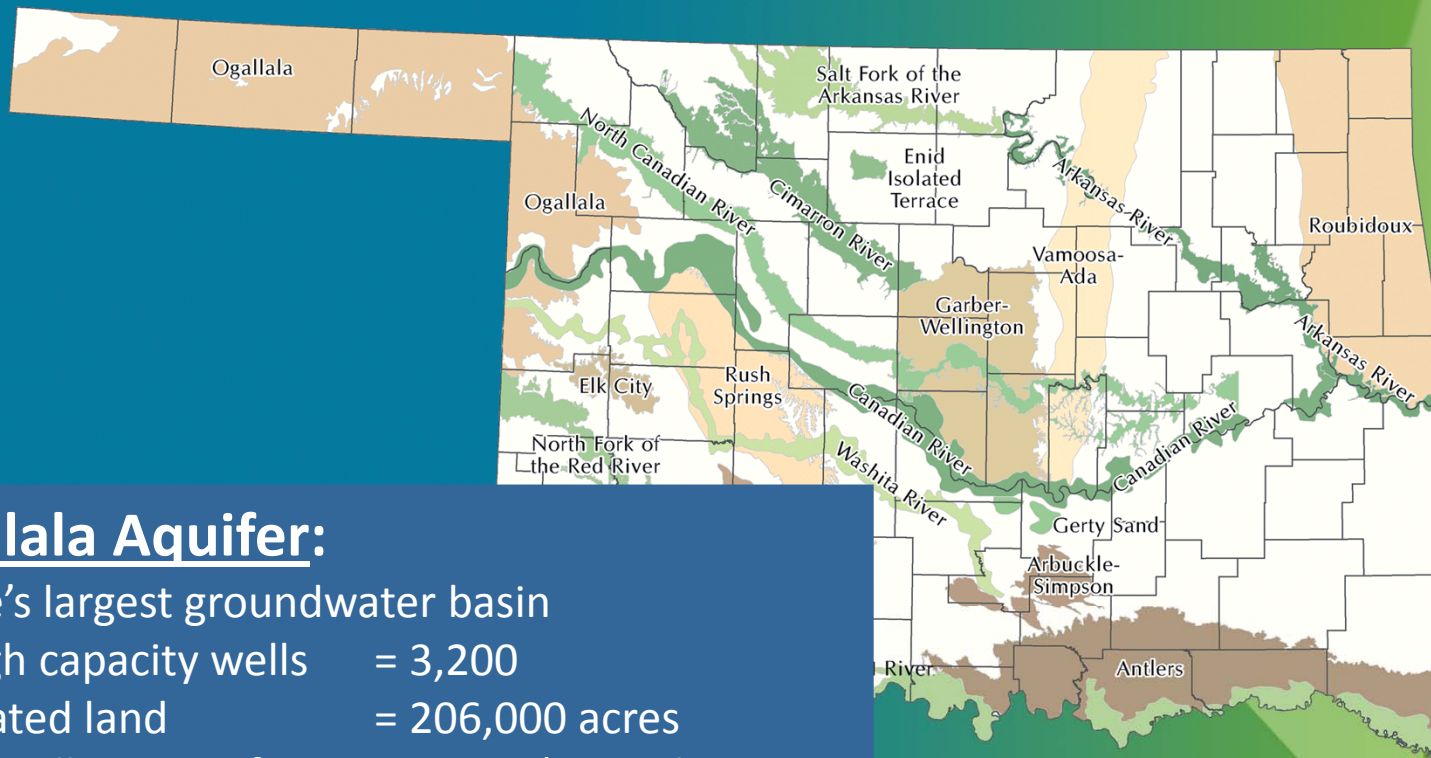 Ogallala
Salt Fork of the
Arkansas River
North Canadian River
Enid
Isolated
Terrace
Cimarron River
Arkansas River
Ogallala
Roubidoux
Vamoosa-
Ada
Garber-
Wellington
Arkansas River
Elk City
Rush
Springs
Canadian River
Canadian River
North Fork of
the Red River
Washita River
Gerty Sand
Arbuckle-
Simpson
River
Antlers
lala Aquifer:
's largest groundwater basin
capacity wells = 3,200
land = 206,000 acres